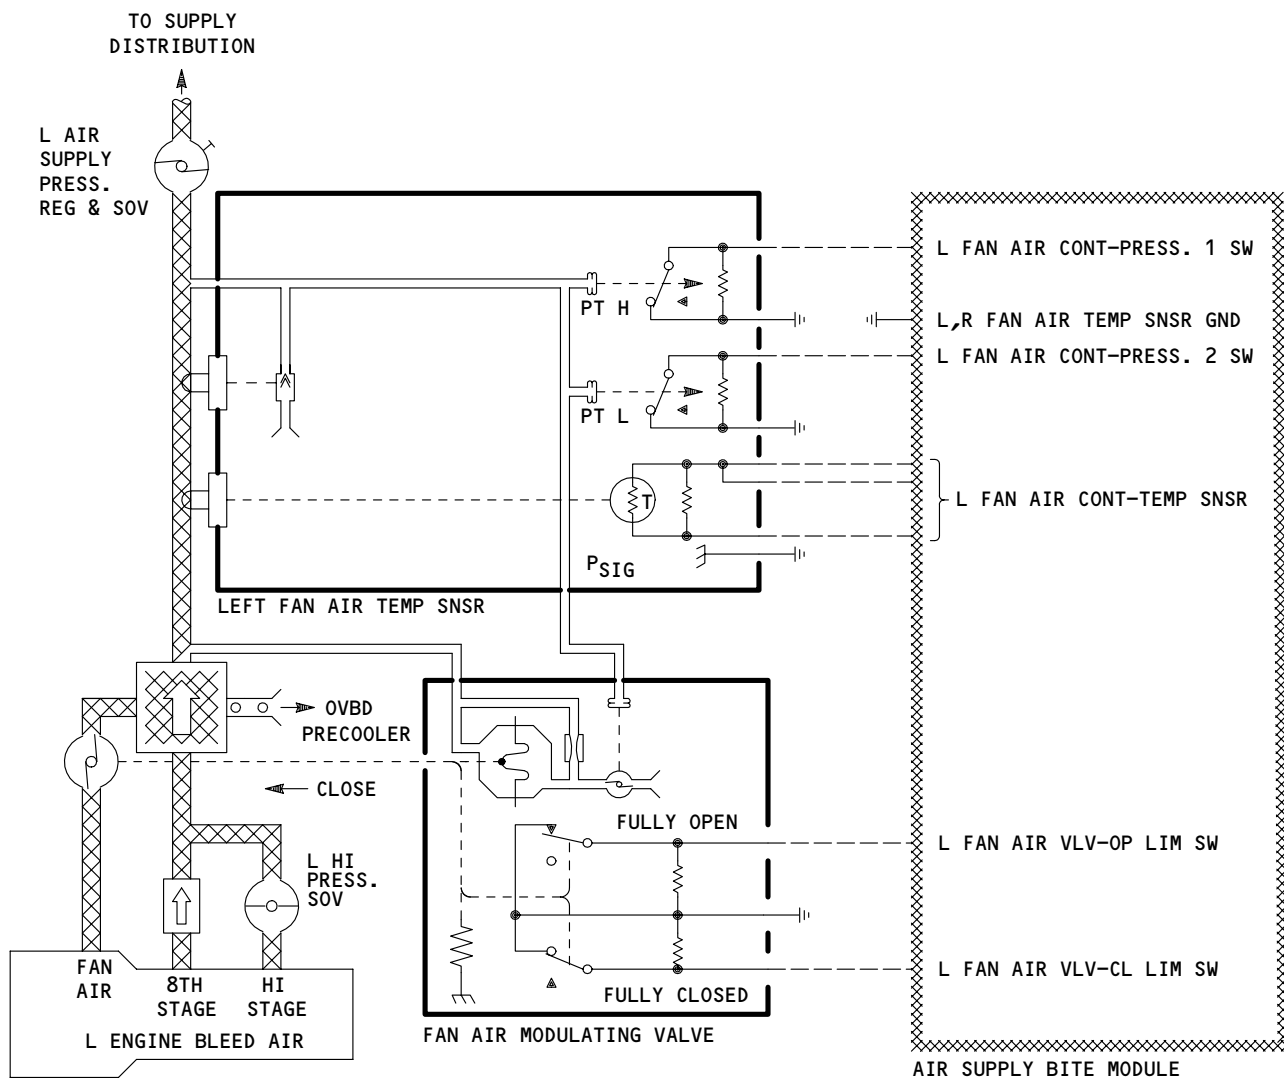 TO SUPPLY
DISTRIBUTION
L AIR
SUPPLY
PRESS.
REG & SOV
L FAN AIR CONT-PRESS. 1 SW
PT H
L,R FAN AIR TEMP SNSR GND
L FAN AIR CONT-PRESS. 2 SW
PT L
T
L FAN AIR CONT-TEMP SNSR
PSIG
LEFT FAN AIR TEMP SNSR
OVBD
PRECOOLER
CLOSE
FULLY OPEN
L FAN AIR VLV-OP LIM SW
L HI
PRESS.
SOV
FAN
AIR
8TH
STAGE
HI
STAGE
L ENGINE BLEED AIR
L FAN AIR VLV-CL LIM SW
FULLY CLOSED
FAN AIR MODULATING VALVE
AIR SUPPLY BITE MODULE